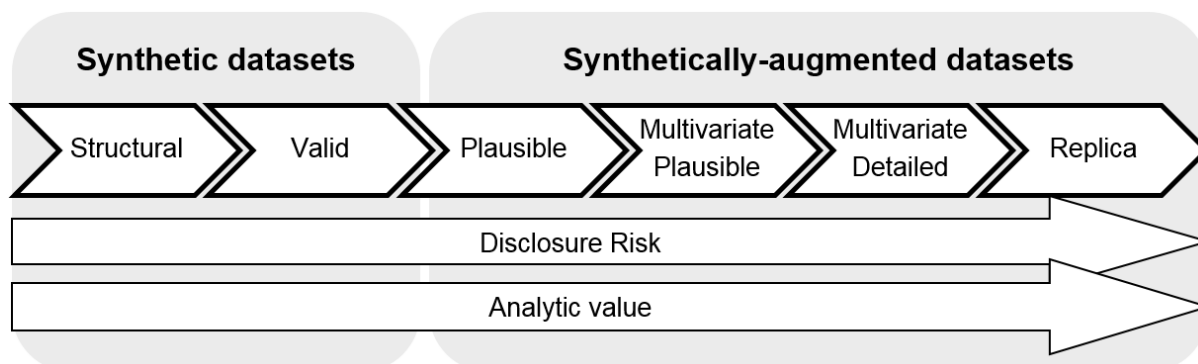 Synthetic datasets
Synthetically-augmented datasets
Structural
Valid
Plausible
Multivariate
Plausible
Multivariate
Detailed
Replica
Disclosure Risk
Analytic value